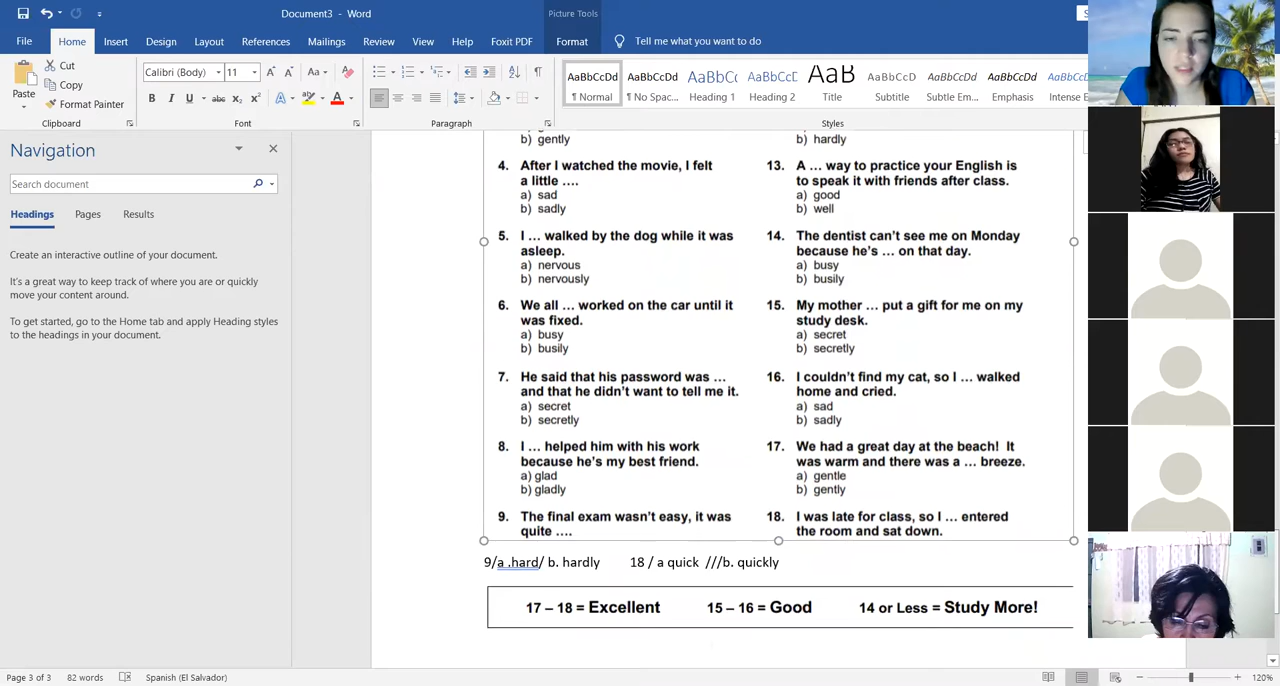 Document3 - Word
Picture Tools
File Home Insert Design Layout References Mailings Review View Help Foxit PDF Format Tell me what you want to do
Paste
Cut
Copy
Format Painter
Clipboard
Calibri (Body) 11
Font
Paragraph
AaBbCcDd AaBbCcDd AaBbCc AaBbCcD AaB AaBbCcDd AaBbCcDd AaBbCcDd
¶ Normal ¶ No Spac... Heading 1 Heading 2 Title Subtitle Subtle Em... Emphasis Intense E
Styles
Navigation
Search document
Headings Pages Results
Create an interactive outline of your document.
It's a great way to keep track of where you are or quickly
move your content around.
To get started, go to the Home tab and apply Heading styles
to the headings in your document.
b) gently
4. After I watched the movie, I felt
a little ....
a) sad
b) sadly
5. I ... walked by the dog while it was
asleep.
a) nervous
b) nervously
6. We all ... worked on the car until it
was fixed.
a) busy
b) busily
7. He said that his password was ...
and that he didn't want to tell me it.
a) secret
b) secretly
8. I ... helped him with his work
because he's my best friend.
a) glad
b) gladly
9. The final exam wasn't easy, it was
quite ....
b) hardly
13. A ... way to practice your English is
to speak it with friends after class.
a) good
b) well
14. The dentist can't see me on Monday
because he's ... on that day.
a) busy
b) busily
15. My mother ... put a gift for me on my
study desk.
a) secret
b) secretly
16. I couldn't find my cat, so I ... walked
home and cried.
a) sad
b) sadly
17. We had a great day at the beach! It
was warm and there was a ... breeze.
a) gentle
b) gently
18. I was late for class, so I ... entered
the room and sat down.
9/a .hard/ b. hardly 18 / a quick ///b. quickly
17 – 18 = Excellent 15 – 16 = Good 14 or Less = Study More!
Page 3 of 3 82 words Spanish (El Salvador) 120%